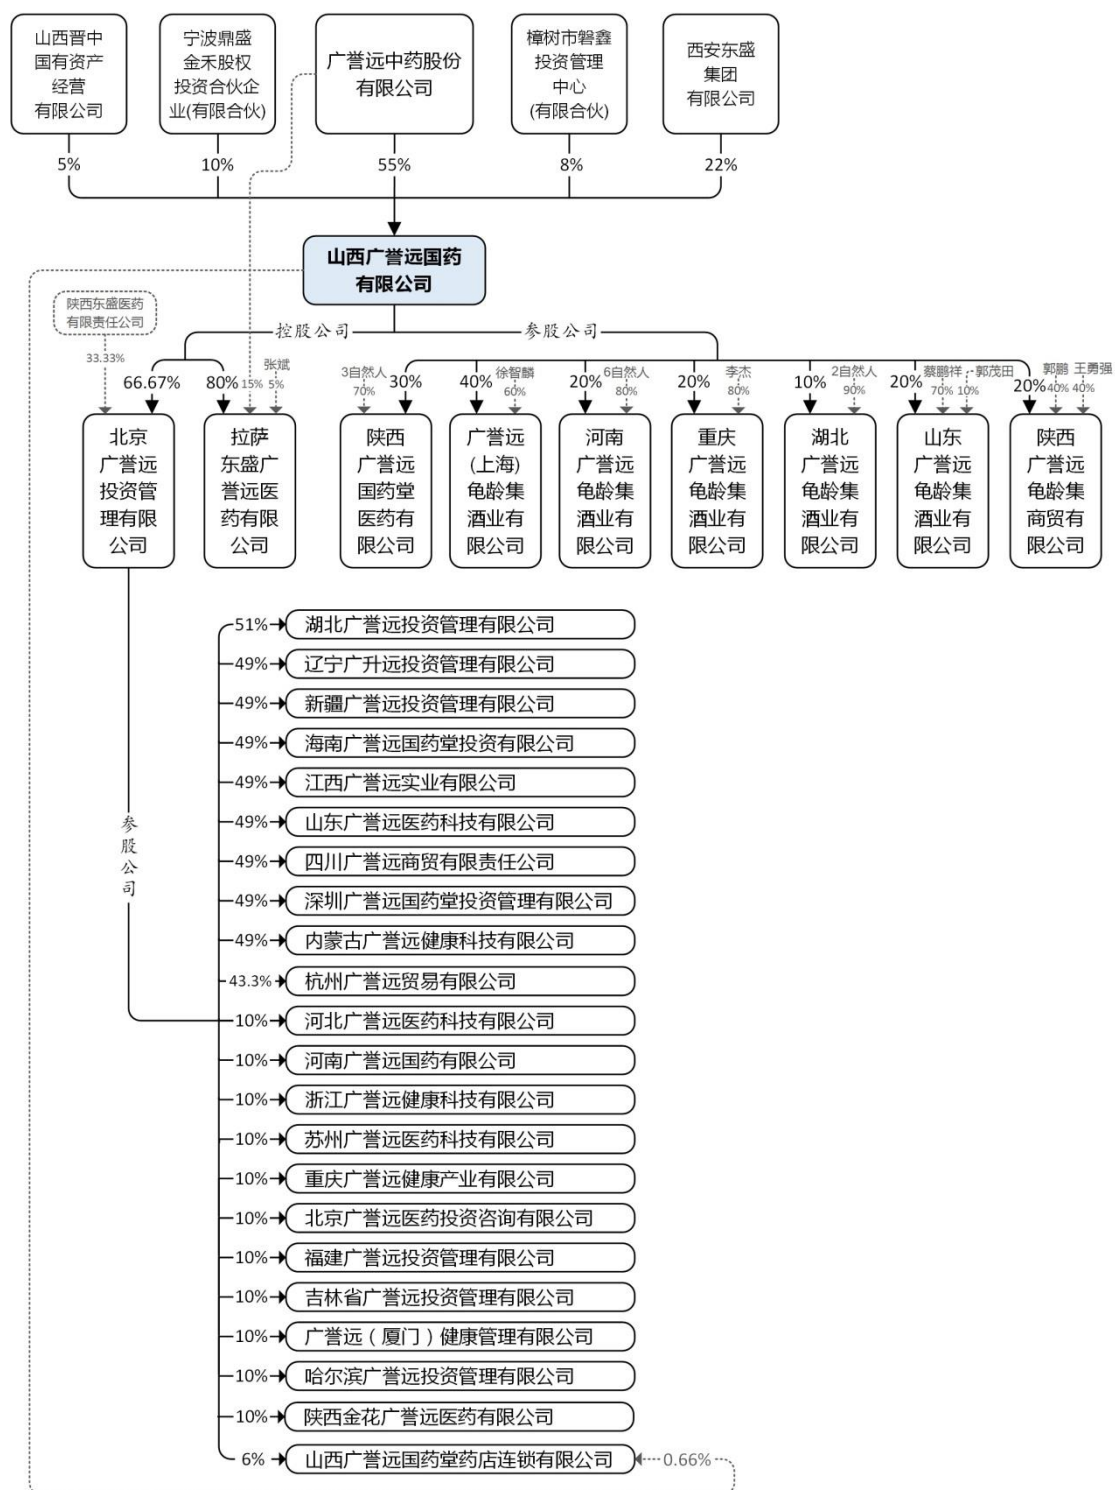 山西晋中
国有资产
经营
有限公司
宁波鼎盛
金禾股权
投资合伙企
业(有限合伙)
广誉远中药股份
有限公司
樟树市磐鑫
投资管理
中心
(有限合伙)
西安东盛
集团
有限公司
5%
10%
55%
8%
22%
山西广誉远国药
有限公司
陕西东盛医药
有限责任公司
控股公司
参股公司
33.33%
66.67%
80%
15%
张斌
5%
3自然人
70%
30%
40%
徐智麟
60%
20%
6自然人
80%
20%
李杰
80%
10%
2自然人
90%
20%
蔡鹏祥
70%
郭茂田
10%
20%
郭鹏
40%
王勇强
40%
北京
广誉远
投资管
理有限
公司
拉萨
东盛广
誉远医
药有限
公司
陕西
广誉远
国药堂
医药有
限公司
广誉远
(上海)
龟龄集
酒业有
限公司
河南
广誉远
龟龄集
酒业有
限公司
重庆
广誉远
龟龄集
酒业有
限公司
湖北
广誉远
龟龄集
酒业有
限公司
山东
广誉远
龟龄集
酒业有
限公司
陕西
广誉远
龟龄集
商贸有
限公司
参股公司
51% 湖北广誉远投资管理有限公司
49% 辽宁广升远投资管理有限公司
49% 新疆广誉远投资管理有限公司
49% 海南广誉远国药堂投资有限公司
49% 江西广誉远实业有限公司
49% 山东广誉远医药科技有限公司
49% 四川广誉远商贸有限责任公司
49% 深圳广誉远国药堂投资管理有限公司
49% 内蒙古广誉远健康科技有限公司
43.3% 杭州广誉远贸易有限公司
10% 河北广誉远医药科技有限公司
10% 河南广誉远国药有限公司
10% 浙江广誉远健康科技有限公司
10% 苏州广誉远医药科技有限公司
10% 重庆广誉远健康产业有限公司
10% 北京广誉远医药投资咨询有限公司
10% 福建广誉远投资管理有限公司
10% 吉林省广誉远投资管理有限公司
10% 广誉远（厦门）健康管理有限公司
10% 哈尔滨广誉远投资管理有限公司
10% 陕西金花广誉远医药有限公司
6% 山西广誉远国药堂药店连锁有限公司 0.66%